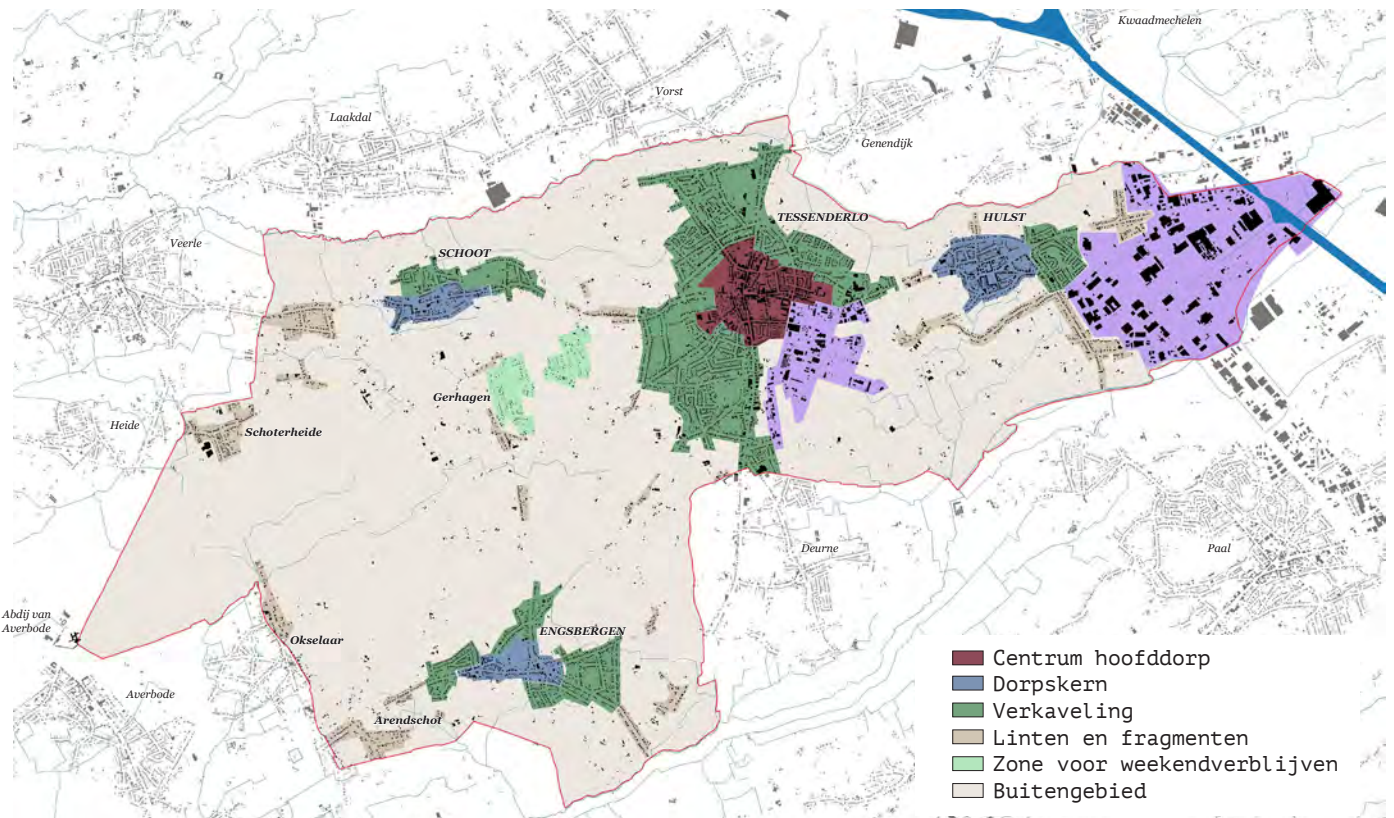 Kwaadmechelen
Vorst
Laakdal
Genendijk
TESSENDERLO
HULST
Veerle
SCHOOT
Gerhagen
Heide
Schoterheide
Deurne
Paal
Abdij van
Averbode
Okselaar
ENGSBERGEN
Averbode
Arendschot
Centrum hoofddorp
Dorpskern
Verkaveling
Linten en fragmenten
Zone voor weekendverblijven
Buitengebied